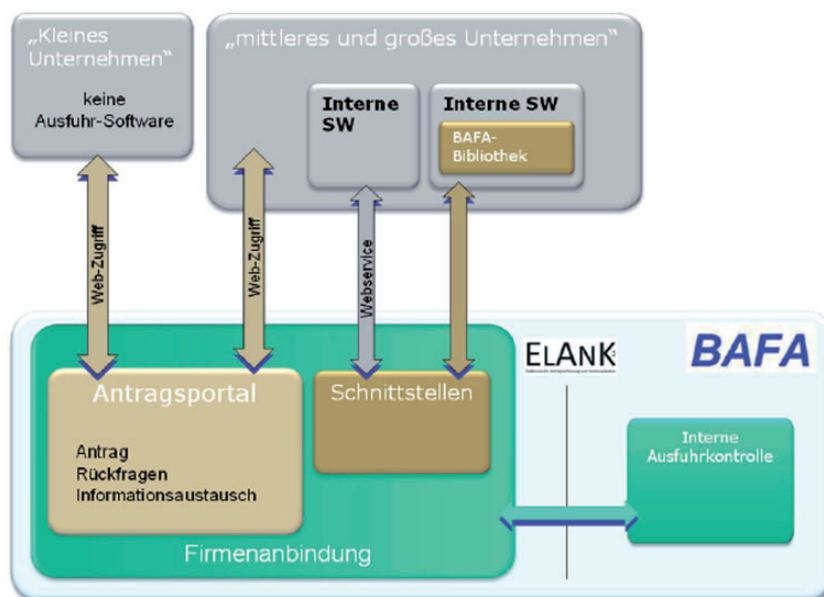 „Kleines
Unternehmen“
keine
Ausfuhr-Software
„mittleres und großes Unternehmen“
Interne
SW
Interne SW
BAFA-
Bibliothek
Web-Zugriff
Web-Zugriff
Webservice
Antragsportal
Antrag
Rückfragen
Informationsaustausch
Schnittstellen
Firmenanbindung
ELANK
BAFA
Interne
Ausfuhrkontrolle